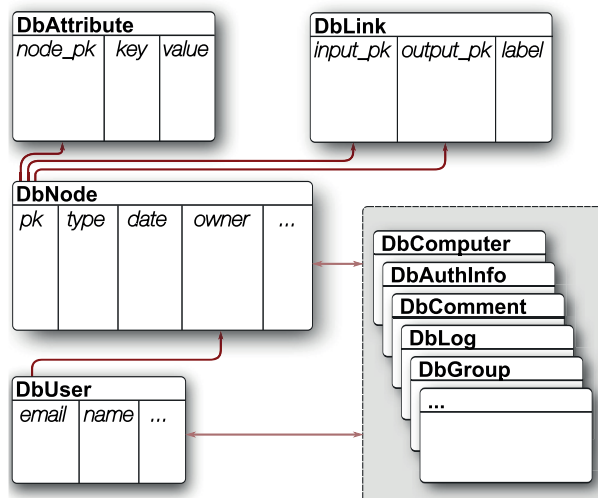 DbAttribute
node_pk key value
DbLink
input_pk output_pk label
DbNode
pk type date owner ...
DbComputer
DbAuthInfo
DbComment
DbLog
DbGroup
...
DbUser
email name ...